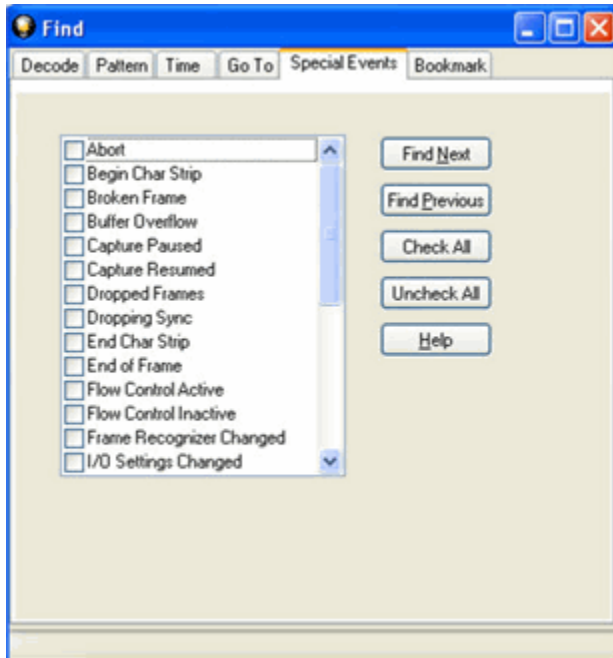 Find
Decode Pattern Time Go To Special Events Bookmark
Abort
Begin Char Strip
Broken Frame
Buffer Overflow
Capture Paused
Capture Resumed
Dropped Frames
Dropping Sync
End Char Strip
End of Frame
Flow Control Active
Flow Control Inactive
Frame Recognizer Changed
I/O Settings Changed
Find Next
Find Previous
Check All
Uncheck All
Help